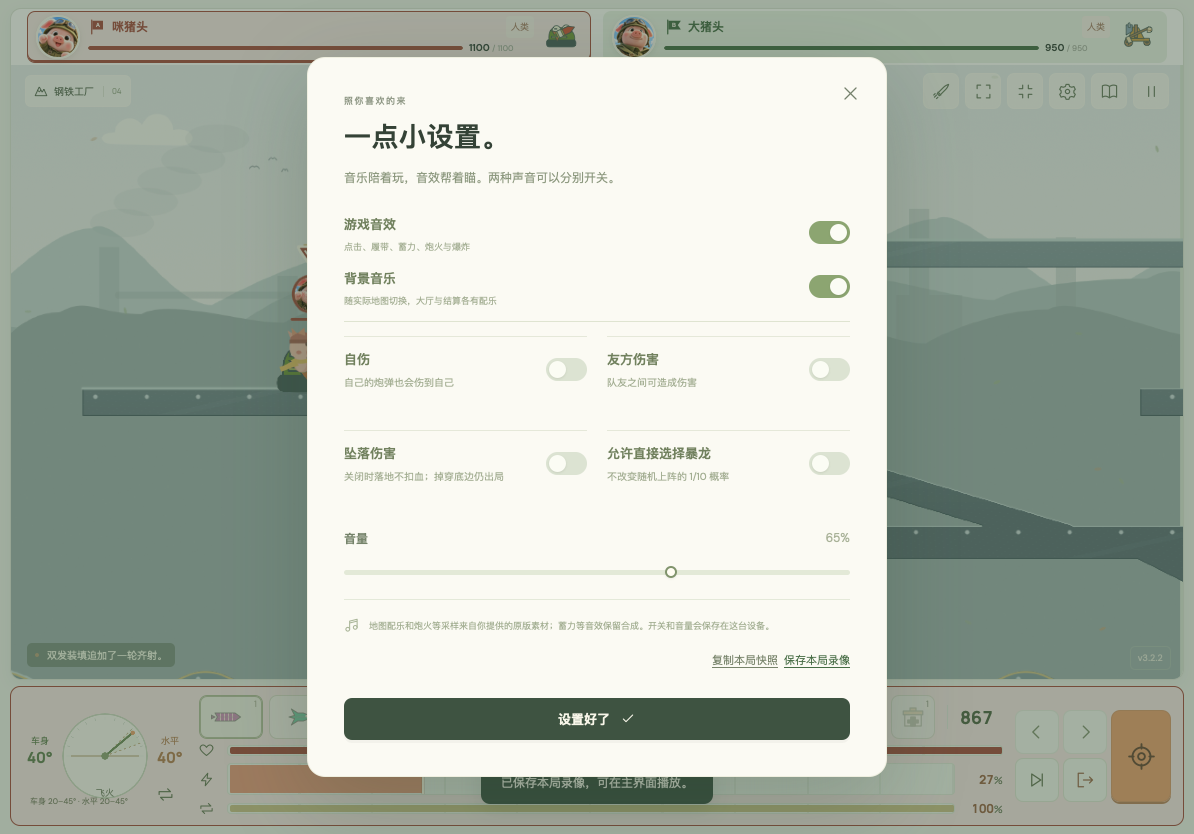 咪猪头
人类
1100 / 1100
大猪头
人类
950 / 950
钢铁工厂
04
照你喜欢的来
一点小设置。
音乐陪着玩，音效帮着瞄。两种声音可以分别开关。
游戏音效
点击、履带、蓄力、炮火与爆炸
背景音乐
随实际地图切换，大厅与结算各有配乐
自伤
自己的炮弹也会伤到自己
友方伤害
队友之间可造成伤害
坠落伤害
关闭时落地不扣血；掉穿底边仍出局
允许直接选择暴龙
不改变随机上阵的 1/10 概率
音量
65%
地图配乐和炮火等采样来自你提供的原版素材；蓄力等音效保留合成。开关和音量会保存在这台设备。
复制本局快照
保存本局录像
设置好了
双发装填追加了一轮齐射。
v3.2.2
已保存本局录像，可在主界面播放。
车身
40°
水平
40°
飞火
车身 20–45° · 水平 20–45°
1
1
867
27%
100%